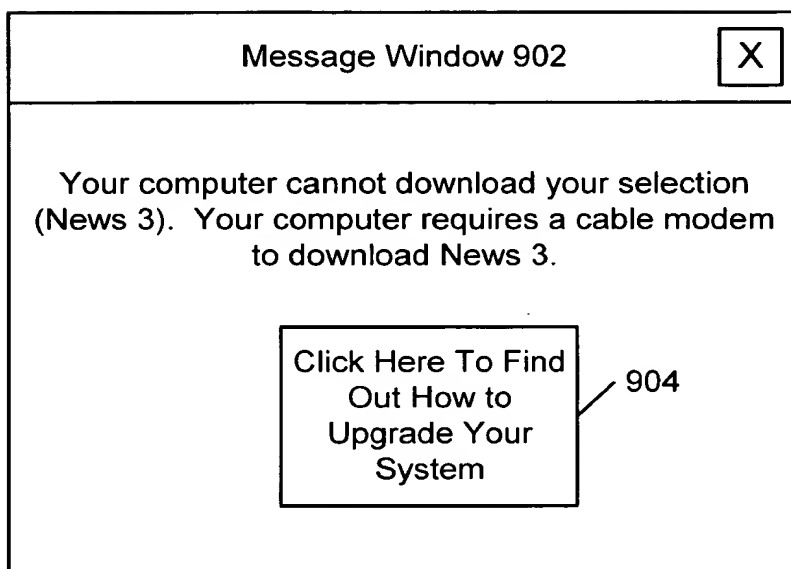 Message Window 902
X
Your computer cannot download your selection
(News 3). Your computer requires a cable modem
to download News 3.
Click Here To Find
Out How to
Upgrade Your
System
904